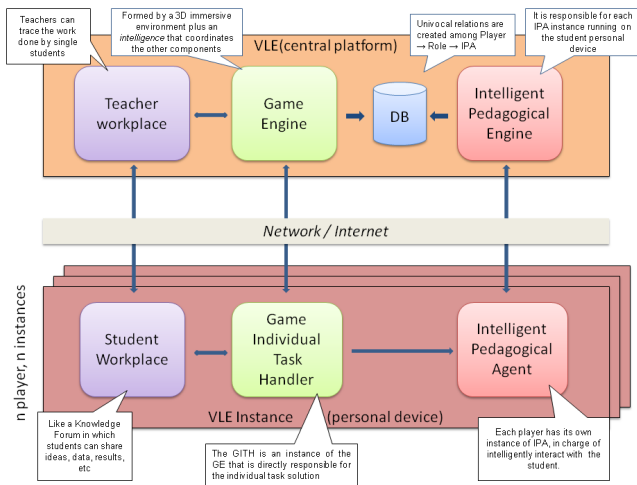 Teachers can
trace the work
done by single
students
Formed by a 3D immersive
environment plus an
intelligence that coordinates
the other components
Univocal relations are
created among Player
→ Role → IPA
It is responsible for each
IPA instance running on
the student personal
device
VLE(central platform)
Teacher
workplace
Game
Engine
DB
Intelligent
Pedagogical
Engine
Network / Internet
n player, n instances
Student
Workplace
Game
Individual
Task
Handler
Intelligent
Pedagogical
Agent
VLE Instance (personal device)
Like a Knowledge
Forum in which
students can share
ideas, data, results,
etc
The GITH is an instance of the
GE that is directly responsible for
the individual task solution
Each player has its own
instance of IPA, in charge of
intelligently interact with the
student.